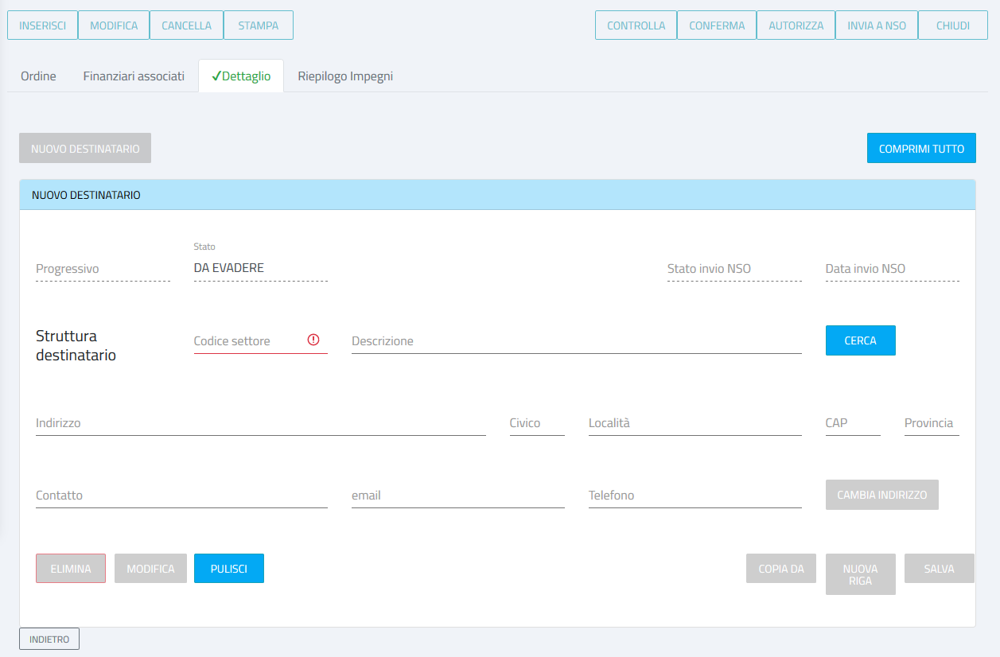 INSERISCI MODIFICA CANCELLA STAMPA CONTROLLA CONFERMA AUTORIZZA INVIA A NSO CHIUDI
Ordine Finanziari associati ✓Dettaglio Riepilogo Impegni
NUOVO DESTINATARIO COMPRIMI TUTTO
NUOVO DESTINATARIO
Stato
Progressivo DA EVADERE Stato invio NSO Data invio NSO
Struttura
destinatario
Codice settore Descrizione CERCA
Indirizzo Civico Località CAP Provincia
Contatto email Telefono CAMBIA INDIRIZZO
ELIMINA MODIFICA PULISCI COPIA DA
NUOVA
RIGA
SALVA
INDIETRO